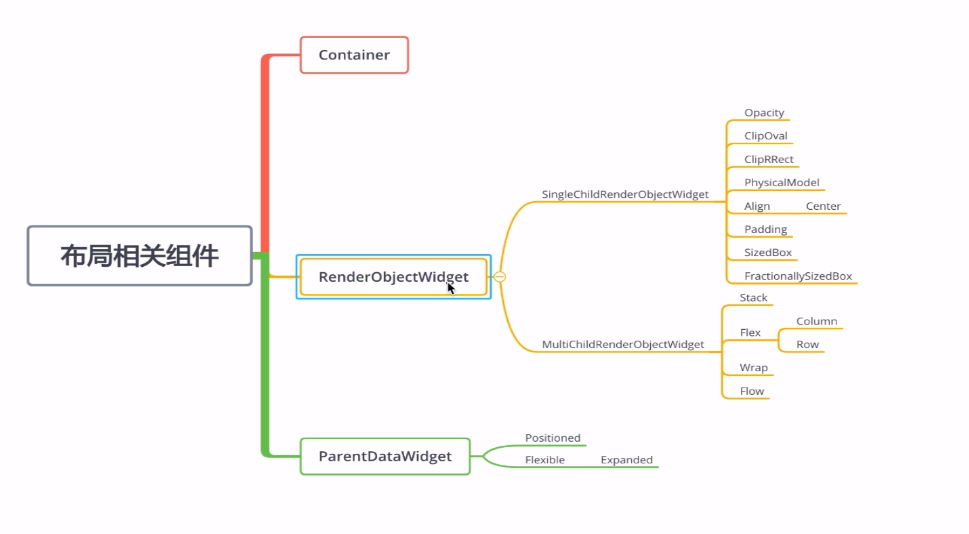 布局相关组件
Container
RenderObjectWidget
SingleChildRenderObjectWidget
Opacity
ClipOval
ClipRRect
PhysicalModel
Align Center
Padding
SizedBox
FractionallySizedBox
MultiChildRenderObjectWidget
Stack
Flex
Column
Row
Wrap
Flow
ParentDataWidget
Positioned
Flexible Expanded